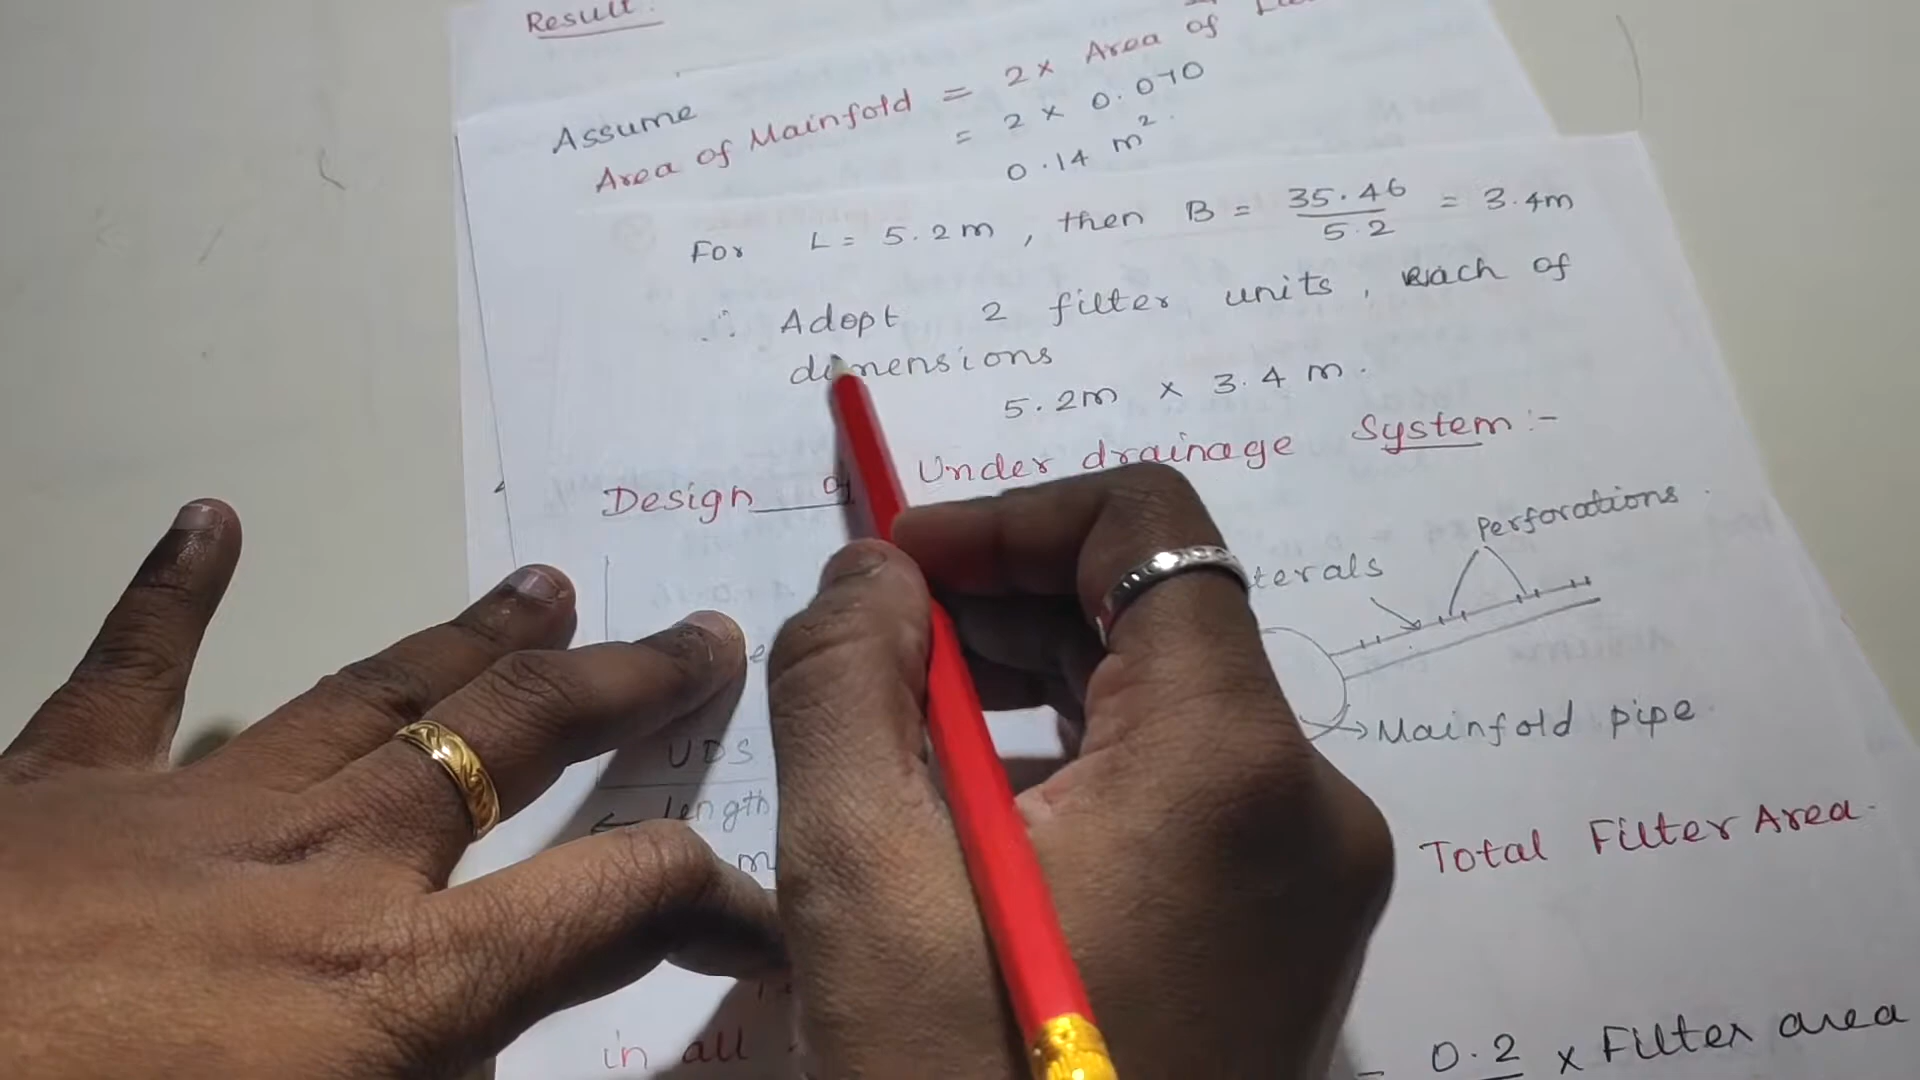 Result:
Assume
Area of Mainfold = 2 x Area of
= 2 x 0.070
0.14 m².
For L = 5.2m, then B = 35.46/5.2 = 3.4m
∴ Adopt 2 filter units, each of
dimensions
5.2m x 3.4 m.
Design of Under drainage System:-
Perforations
terals
Mainfold pipe
UDS
← length
m
Total Filter Area.
in all
0.2 x Filter area